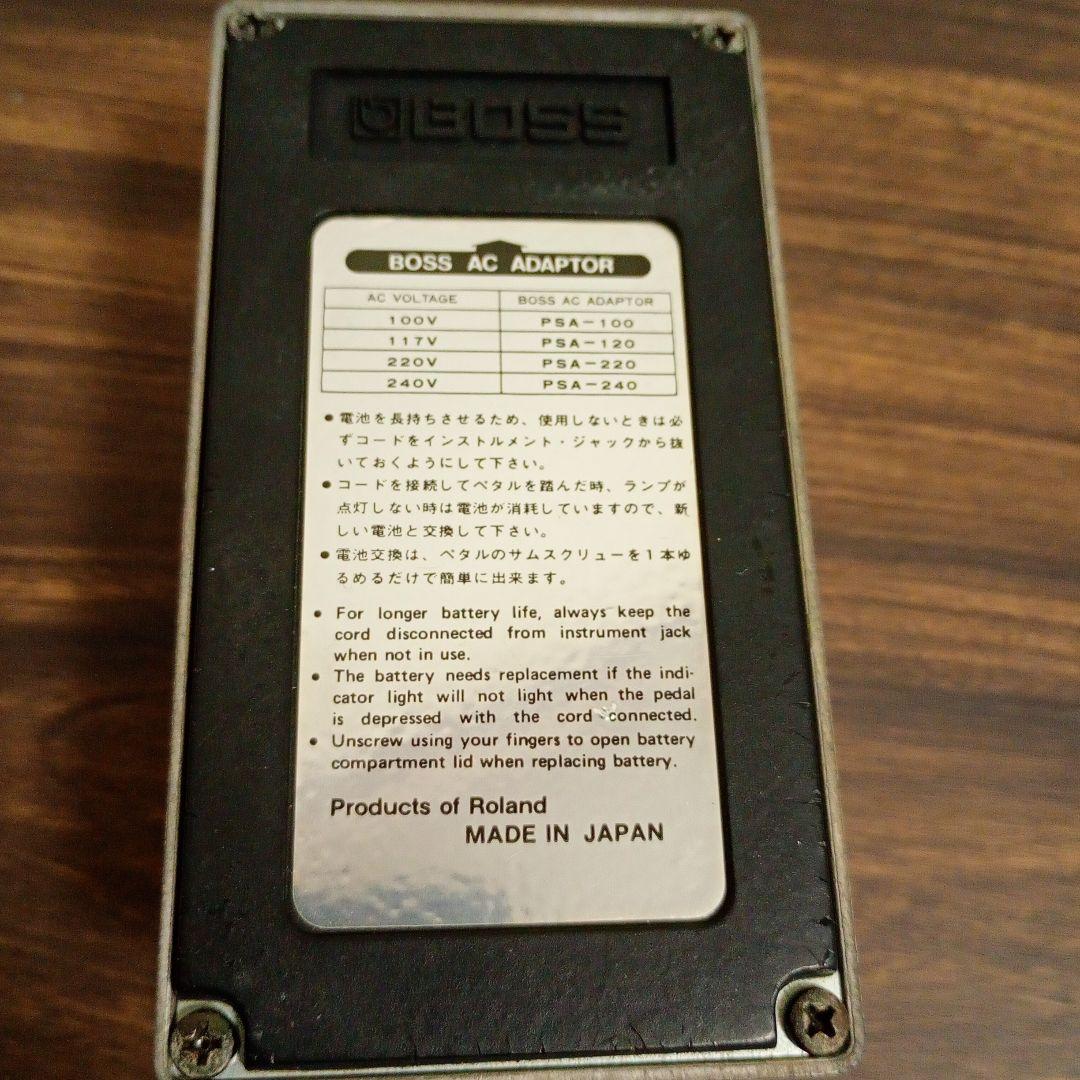 BOSS
BOSS AC ADAPTOR
AC VOLTAGE BOSS AC ADAPTOR
100V PSA-100
117V PSA-120
220V PSA-220
240V PSA-240
● 電池を長持ちさせるため、使用しないときは必
ずコードをインストルメント・ジャックから抜
いておくようにして下さい。
● コードを接続してペタルを踏んだ時、ランプが
点灯しない時は電池が消耗していますので、新
しい電池と交換して下さい。
● 電池交換は、ペタルのサムスクリューを1本ゆ
るめるだけで簡単に出来ます。
• For longer battery life, always keep the
cord disconnected from instrument jack
when not in use.
• The battery needs replacement if the indi-
cator light will not light when the pedal
is depressed with the cord connected.
• Unscrew using your fingers to open battery
compartment lid when replacing battery.
Products of Roland
MADE IN JAPAN